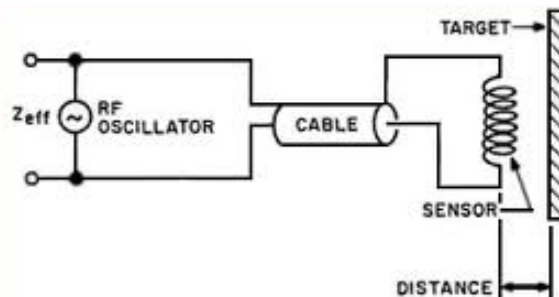 TARGET
Zeff
RF
OSCILLATOR
CABLE
SENSOR
DISTANCE